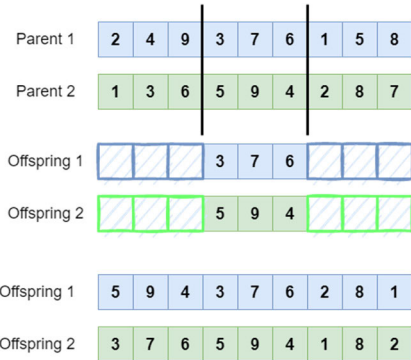 Parent 1 2 4 9 3 7 6 1 5 8
Parent 2 1 3 6 5 9 4 2 8 7
Offspring 1 3 7 6
Offspring 2 5 9 4
Offspring 1 5 9 4 3 7 6 2 8 1
Offspring 2 3 7 6 5 9 4 1 8 2